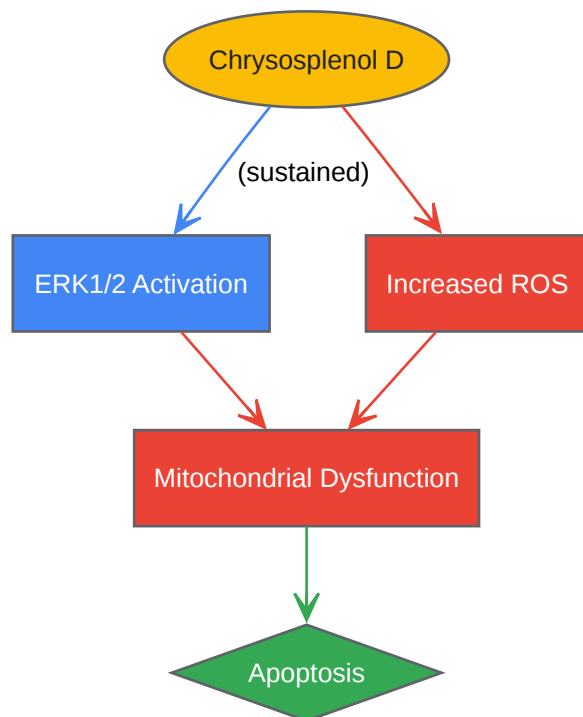 Chrysosplenol D
(sustained)
ERK1/2 Activation
Increased ROS
Mitochondrial Dysfunction
Apoptosis